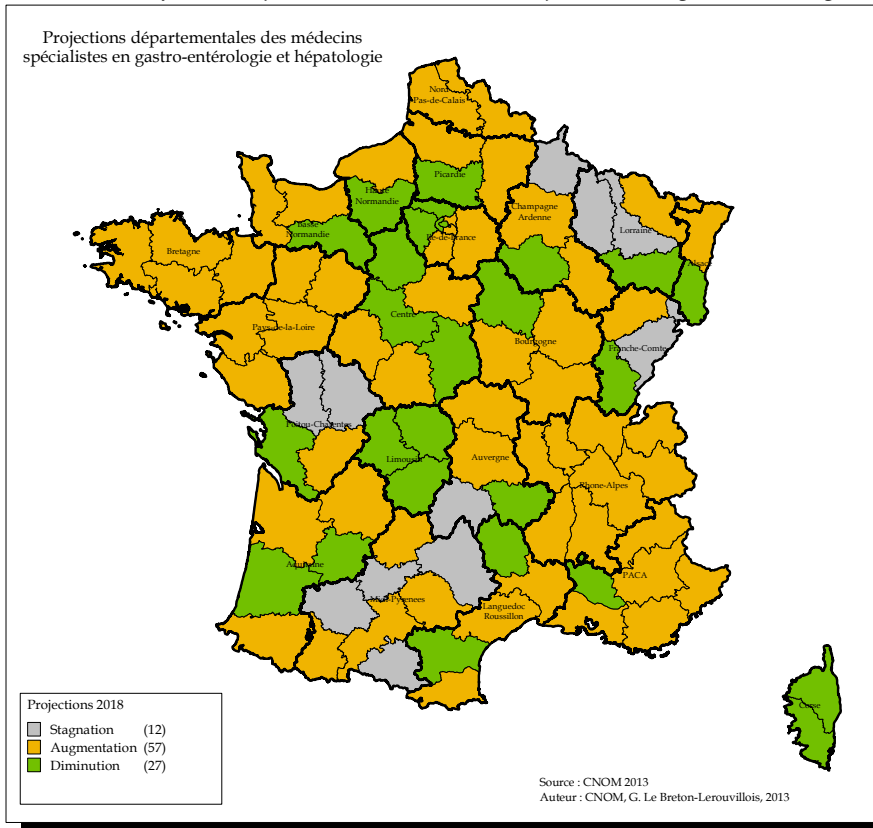 Projections départementales des médecins
spécialistes en gastro-entérologie et hépatologie
Nord
Pas-de-Calais
Picardie
Haute
Normandie
Basse
Normandie
Champagne
Ardenne
Lorraine
Ile-de-France
Alsace
Bretagne
Centre
Pays-de-la-Loire
Bourgogne
Franche-Comte
Poitou-Charentes
Limousin
Auvergne
Rhone-Alpes
Aquitaine
PACA
Midi-Pyrenees
Languedoc
Roussillon
Corse
Projections 2018
Stagnation (12)
Augmentation (57)
Diminution (27)
Source : CNOM 2013
Auteur : CNOM, G. Le Breton-Lerouvillois, 2013